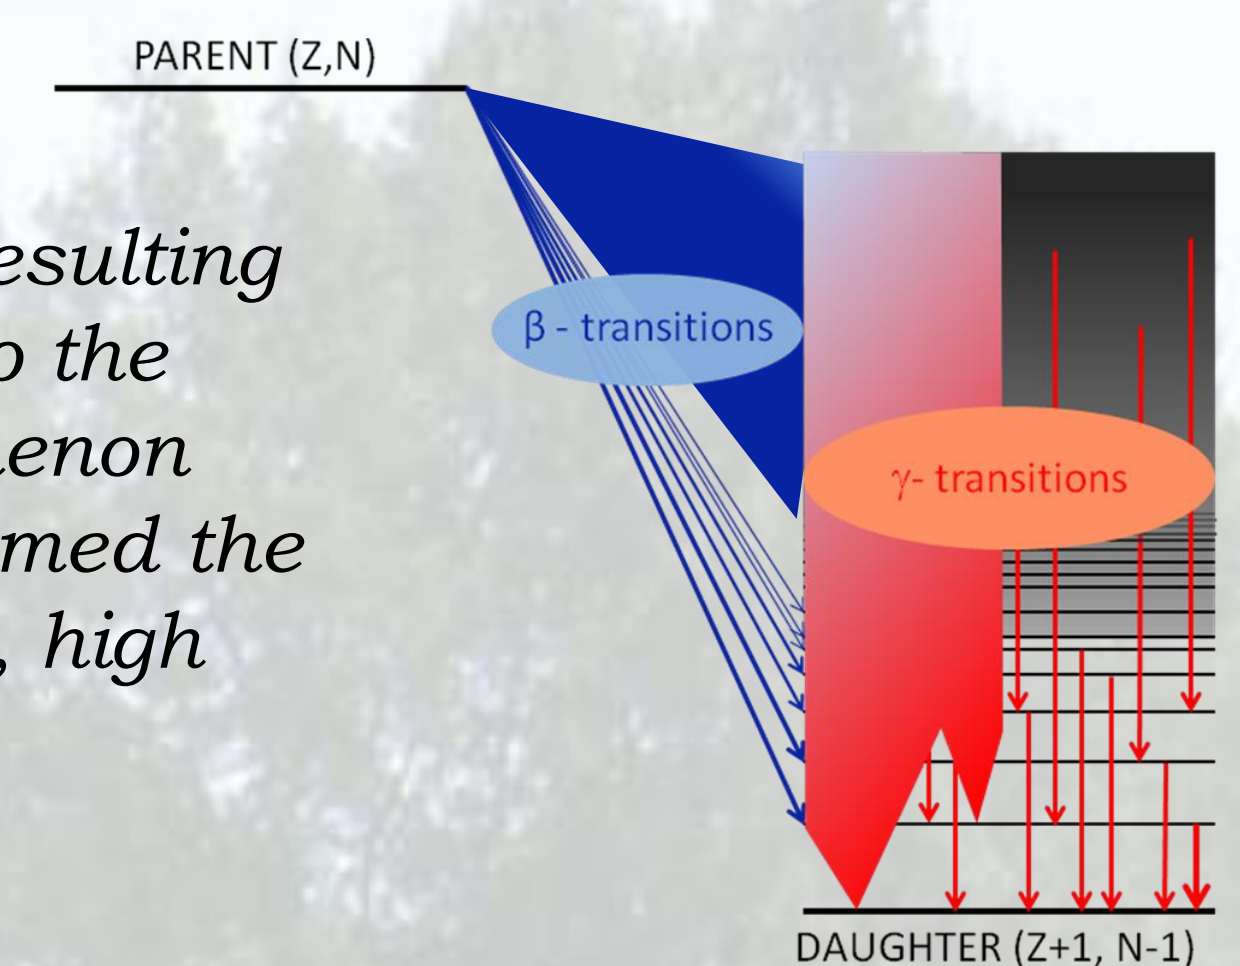 PARENT (Z,N)
esulting
o the
enon
med the
, high
β - transitions
γ- transitions
DAUGHTER (Z+1, N-1)